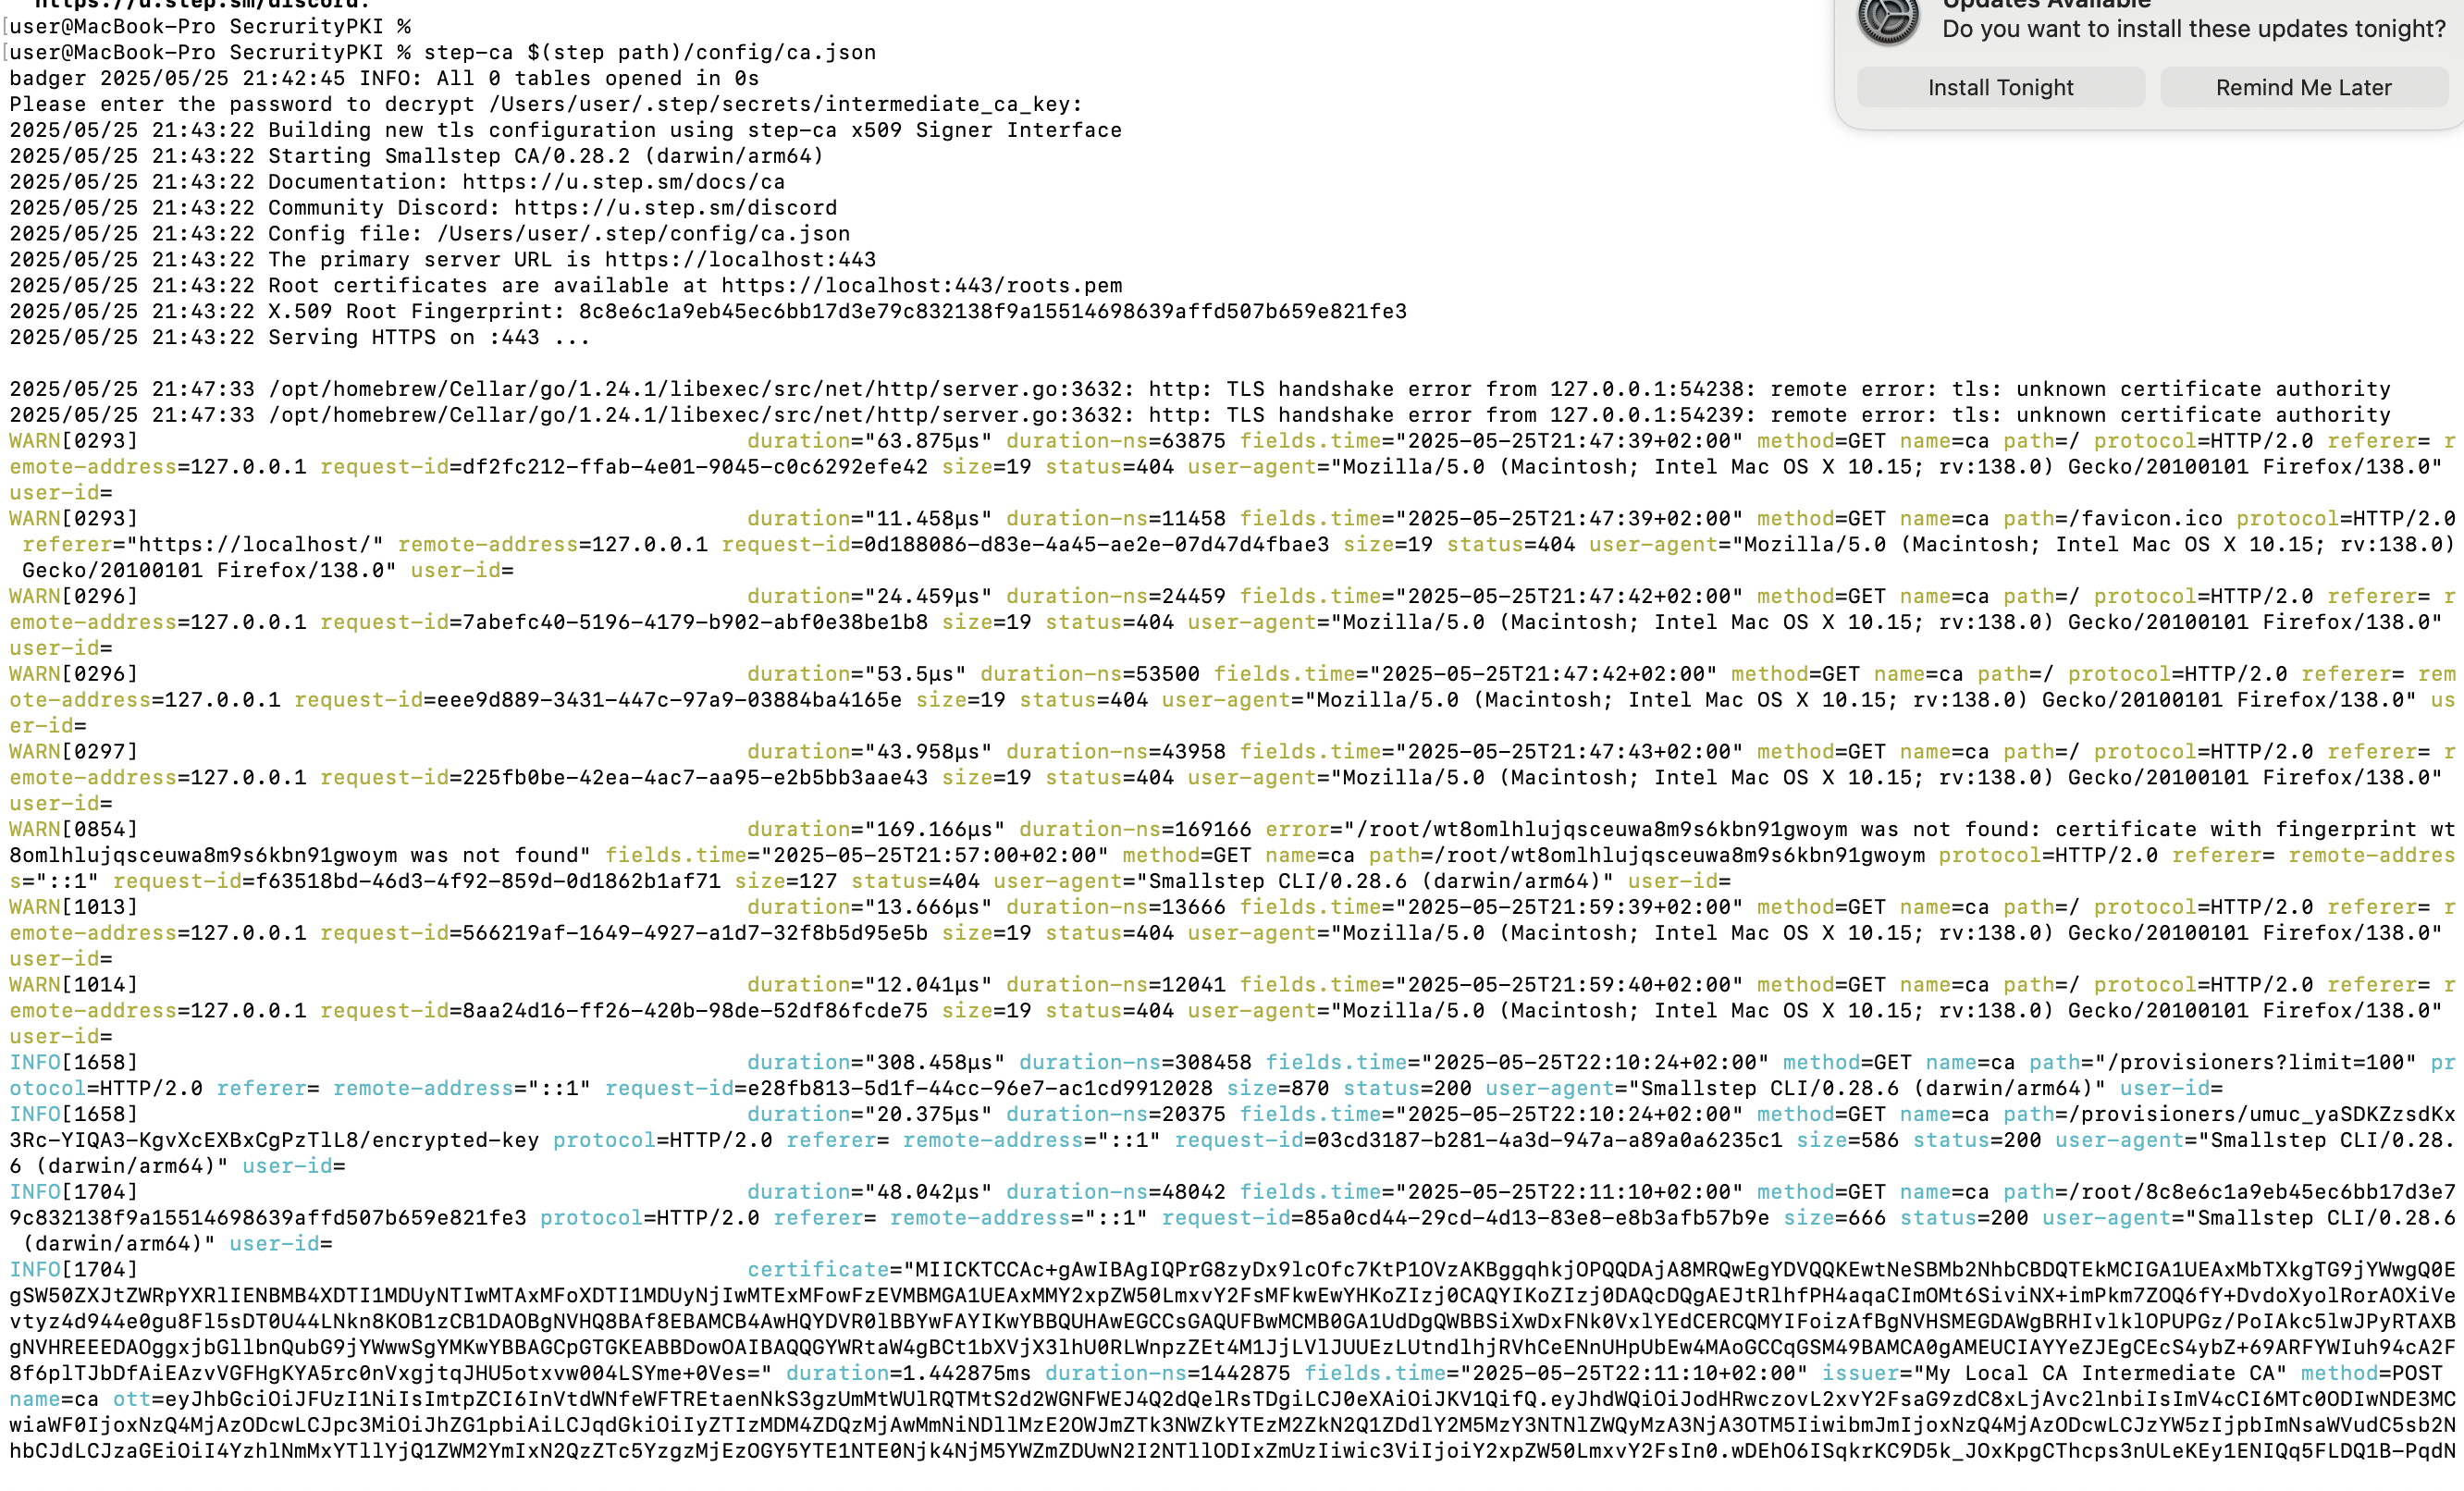 https://u.step.sm/discord.
Updates Available
Do you want to install these updates tonight?
Install Tonight
Remind Me Later
[user@MacBook-Pro SecrurityPKI %
[user@MacBook-Pro SecrurityPKI % step-ca $(step path)/config/ca.json
badger 2025/05/25 21:42:45 INFO: All 0 tables opened in 0s
Please enter the password to decrypt /Users/user/.step/secrets/intermediate_ca_key:
2025/05/25 21:43:22 Building new tls configuration using step-ca x509 Signer Interface
2025/05/25 21:43:22 Starting Smallstep CA/0.28.2 (darwin/arm64)
2025/05/25 21:43:22 Documentation: https://u.step.sm/docs/ca
2025/05/25 21:43:22 Community Discord: https://u.step.sm/discord
2025/05/25 21:43:22 Config file: /Users/user/.step/config/ca.json
2025/05/25 21:43:22 The primary server URL is https://localhost:443
2025/05/25 21:43:22 Root certificates are available at https://localhost:443/roots.pem
2025/05/25 21:43:22 X.509 Root Fingerprint: 8c8e6c1a9eb45ec6bb17d3e79c832138f9a15514698639affd507b659e821fe3
2025/05/25 21:43:22 Serving HTTPS on :443 ...
2025/05/25 21:47:33 /opt/homebrew/Cellar/go/1.24.1/libexec/src/net/http/server.go:3632: http: TLS handshake error from 127.0.0.1:54238: remote error: tls: unknown certificate authority
2025/05/25 21:47:33 /opt/homebrew/Cellar/go/1.24.1/libexec/src/net/http/server.go:3632: http: TLS handshake error from 127.0.0.1:54239: remote error: tls: unknown certificate authority
WARN[0293] duration="63.875µs" duration-ns=63875 fields.time="2025-05-25T21:47:39+02:00" method=GET name=ca path=/ protocol=HTTP/2.0 referer= r
emote-address=127.0.0.1 request-id=df2fc212-ffab-4e01-9045-c0c6292efe42 size=19 status=404 user-agent="Mozilla/5.0 (Macintosh; Intel Mac OS X 10.15; rv:138.0) Gecko/20100101 Firefox/138.0"
user-id=
WARN[0293] duration="11.458µs" duration-ns=11458 fields.time="2025-05-25T21:47:39+02:00" method=GET name=ca path=/favicon.ico protocol=HTTP/2.0
referer="https://localhost/" remote-address=127.0.0.1 request-id=0d188086-d83e-4a45-ae2e-07d47d4fbae3 size=19 status=404 user-agent="Mozilla/5.0 (Macintosh; Intel Mac OS X 10.15; rv:138.0)
Gecko/20100101 Firefox/138.0" user-id=
WARN[0296] duration="24.459µs" duration-ns=24459 fields.time="2025-05-25T21:47:42+02:00" method=GET name=ca path=/ protocol=HTTP/2.0 referer= r
emote-address=127.0.0.1 request-id=7abefc40-5196-4179-b902-abf0e38be1b8 size=19 status=404 user-agent="Mozilla/5.0 (Macintosh; Intel Mac OS X 10.15; rv:138.0) Gecko/20100101 Firefox/138.0"
user-id=
WARN[0296] duration="53.5µs" duration-ns=53500 fields.time="2025-05-25T21:47:42+02:00" method=GET name=ca path=/ protocol=HTTP/2.0 referer= rem
ote-address=127.0.0.1 request-id=eee9d889-3431-447c-97a9-03884ba4165e size=19 status=404 user-agent="Mozilla/5.0 (Macintosh; Intel Mac OS X 10.15; rv:138.0) Gecko/20100101 Firefox/138.0" us
er-id=
WARN[0297] duration="43.958µs" duration-ns=43958 fields.time="2025-05-25T21:47:43+02:00" method=GET name=ca path=/ protocol=HTTP/2.0 referer= r
emote-address=127.0.0.1 request-id=225fb0be-42ea-4ac7-aa95-e2b5bb3aae43 size=19 status=404 user-agent="Mozilla/5.0 (Macintosh; Intel Mac OS X 10.15; rv:138.0) Gecko/20100101 Firefox/138.0"
user-id=
WARN[0854] duration="169.166µs" duration-ns=169166 error="/root/wt8omlhlujqsceuwa8m9s6kbn91gwoym was not found: certificate with fingerprint wt
8omlhlujqsceuwa8m9s6kbn91gwoym was not found" fields.time="2025-05-25T21:57:00+02:00" method=GET name=ca path=/root/wt8omlhlujqsceuwa8m9s6kbn91gwoym protocol=HTTP/2.0 referer= remote-addres
s="::1" request-id=f63518bd-46d3-4f92-859d-0d1862b1af71 size=127 status=404 user-agent="Smallstep CLI/0.28.6 (darwin/arm64)" user-id=
WARN[1013] duration="13.666µs" duration-ns=13666 fields.time="2025-05-25T21:59:39+02:00" method=GET name=ca path=/ protocol=HTTP/2.0 referer= r
emote-address=127.0.0.1 request-id=566219af-1649-4927-a1d7-32f8b5d95e5b size=19 status=404 user-agent="Mozilla/5.0 (Macintosh; Intel Mac OS X 10.15; rv:138.0) Gecko/20100101 Firefox/138.0"
user-id=
WARN[1014] duration="12.041µs" duration-ns=12041 fields.time="2025-05-25T21:59:40+02:00" method=GET name=ca path=/ protocol=HTTP/2.0 referer= r
emote-address=127.0.0.1 request-id=8aa24d16-ff26-420b-98de-52df86fcde75 size=19 status=404 user-agent="Mozilla/5.0 (Macintosh; Intel Mac OS X 10.15; rv:138.0) Gecko/20100101 Firefox/138.0"
user-id=
INFO[1658] duration="308.458µs" duration-ns=308458 fields.time="2025-05-25T22:10:24+02:00" method=GET name=ca path="/provisioners?limit=100" pr
otocol=HTTP/2.0 referer= remote-address="::1" request-id=e28fb813-5d1f-44cc-96e7-ac1cd9912028 size=870 status=200 user-agent="Smallstep CLI/0.28.6 (darwin/arm64)" user-id=
INFO[1658] duration="20.375µs" duration-ns=20375 fields.time="2025-05-25T22:10:24+02:00" method=GET name=ca path=/provisioners/umuc_yaSDKZzsdKx
3Rc-YIQA3-KgvXcEXBxCgPzTlL8/encrypted-key protocol=HTTP/2.0 referer= remote-address="::1" request-id=03cd3187-b281-4a3d-947a-a89a0a6235c1 size=586 status=200 user-agent="Smallstep CLI/0.28.
6 (darwin/arm64)" user-id=
INFO[1704] duration="48.042µs" duration-ns=48042 fields.time="2025-05-25T22:11:10+02:00" method=GET name=ca path=/root/8c8e6c1a9eb45ec6bb17d3e7
9c832138f9a15514698639affd507b659e821fe3 protocol=HTTP/2.0 referer= remote-address="::1" request-id=85a0cd44-29cd-4d13-83e8-e8b3afb57b9e size=666 status=200 user-agent="Smallstep CLI/0.28.6
(darwin/arm64)" user-id=
INFO[1704] certificate="MIICKTCCAc+gAwIBAgIQPrG8zyDx9lcOfc7KtP1OVzAKBggqhkjOPQQDAjA8MRQwEgYDVQQKEwtNeSBMb2NhbCBDQTEkMCIGA1UEAxMbTXkgTG9jYWwgQ0E
gSW50ZXJtZWRpYXRlIENBMB4XDTI1MDUyNTIwMTAxMFoXDTI1MDUyNjIwMTExMFowFzEVMBMGA1UEAxMMY2xpZW50LmxvY2FsMFkwEwYHKoZIzj0CAQYIKoZIzj0DAQcDQgAEJtRlhfPH4aqaCImOMt6SiviNX+imPkm7ZOQ6fY+DvdoXyolRorAOXiVe
vtyz4d944e0gu8Fl5sDT0U44LNkn8KOB1zCB1DAOBgNVHQ8BAf8EBAMCB4AwHQYDVR0lBBYwFAYIKwYBBQUHAwEGCCsGAQUFBwMCMB0GA1UdDgQWBBSiXwDxFNk0VxlYEdCERCQMYIFoizAfBgNVHSMEGDAWgBRHIvlklOPUPGz/PoIAkc5lwJPyRTAXB
gNVHREEEDAOggxjbGllbnQubG9jYWwwSgYMKwYBBAGCpGTGKEABBDowOAIBAQQGYWRtaW4gBCt1bXVjX3lhU0RLWnpzZEt4M1JjLVlJUUEzLUtndlhjRVhCeENnUHpUbEw4MAoGCCqGSM49BAMCA0gAMEUCIAYYeZJEgCEcS4ybZ+69ARFYWIuh94cA2F
8f6plTJbDfAiEAzvVGFHgKYA5rc0nVxgjtqJHU5otxvw004LSYme+0Ves=" duration=1.442875ms duration-ns=1442875 fields.time="2025-05-25T22:11:10+02:00" issuer="My Local CA Intermediate CA" method=POST
name=ca ott=eyJhbGciOiJFUzI1NiIsImtpZCI6InVtdWNfeWFTREtaenNkS3gzUmMtWUlRQTMtS2d2WGNFWEJ4Q2dQelRsTDgiLCJ0eXAiOiJKV1QifQ.eyJhdWQiOiJodHRwczovL2xvY2FsaG9zdC8xLjAvc2lnbiIsImV4cCI6MTc0ODIwNDE3MC
wiaWF0IjoxNzQ4MjAzODcwLCJpc3MiOiJhZG1pbiAiLCJqdGkiOiIyZTIzMDM4ZDQzMjAwMmNiNDllMzE2OWJmZTk3NWZkYTEzM2ZkN2Q1ZDdlY2M5MzY3NTNlZWQyMzA3NjA3OTM5IiwibmJmIjoxNzQ4MjAzODcwLCJzYW5zIjpbImNsaWVudC5sb2N
hbCJdLCJzaGEiOiI4YzhlNmMxYTllYjQ1ZWM2YmIxN2QzZTc5YzgzMjEzOGY5YTE1NTE0Njk4NjM5YWZmZDUwN2I2NTllODIxZmUzIiwic3ViIjoiY2xpZW50LmxvY2FsIn0.wDEhO6ISqkrKC9D5k_JOxKpgCThcps3nULeKEy1ENIQq5FLDQ1B-PqdN